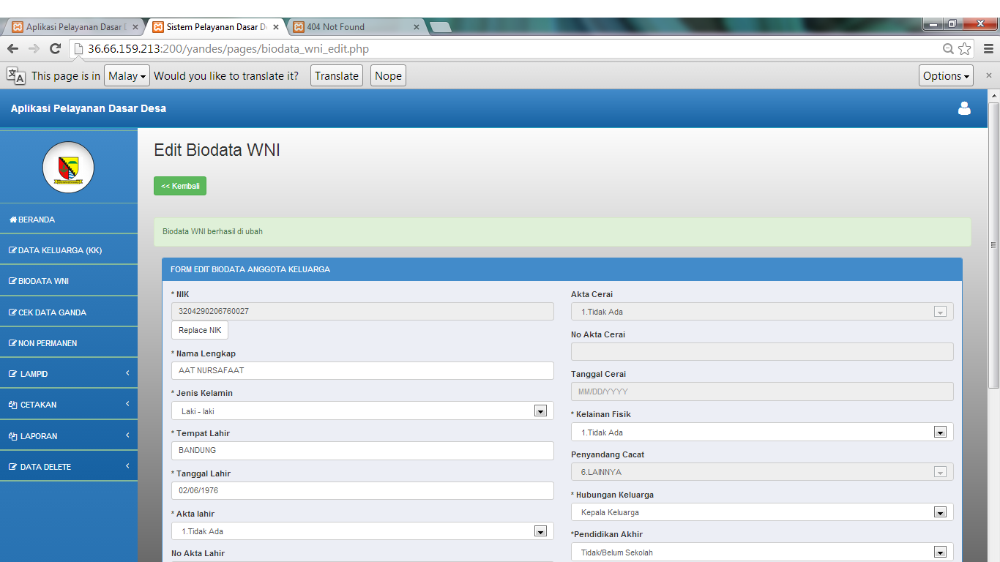 Aplikasi Pelayanan Dasar D
Sistem Pelayanan Dasar D
404 Not Found
36.66.159.213:200/yandes/pages/biodata_wni_edit.php
This page is in Malay Would you like to translate it? Translate Nope Options
Aplikasi Pelayanan Dasar Desa
BERANDA
DATA KELUARGA (KK)
BIODATA WNI
CEK DATA GANDA
NON PERMANEN
LAMPID
CETAKAN
LAPORAN
DATA DELETE
Edit Biodata WNI
<< Kembali
Biodata WNI berhasil di ubah
FORM EDIT BIODATA ANGGOTA KELUARGA
* NIK
3204290206760027
Replace NIK
* Nama Lengkap
AAT NURSAFAAT
* Jenis Kelamin
Laki - laki
* Tempat Lahir
BANDUNG
* Tanggal Lahir
02/06/1976
* Akta lahir
1.Tidak Ada
No Akta Lahir
Akta Cerai
1.Tidak Ada
No Akta Cerai
Tanggal Cerai
MM/DD/YYYY
* Kelainan Fisik
1.Tidak Ada
Penyandang Cacat
6.LAINNYA
* Hubungan Keluarga
Kepala Keluarga
*Pendidikan Akhir
Tidak/Belum Sekolah